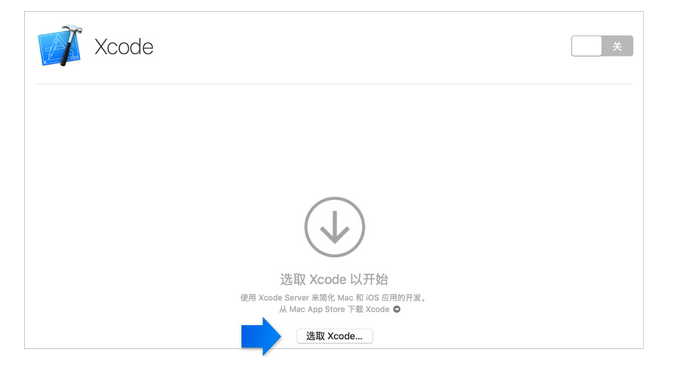 Xcode
关
选取 Xcode 以开始
使用 Xcode Server 来简化 Mac 和 iOS 应用的开发。
从 Mac App Store 下载 Xcode
选取 Xcode...